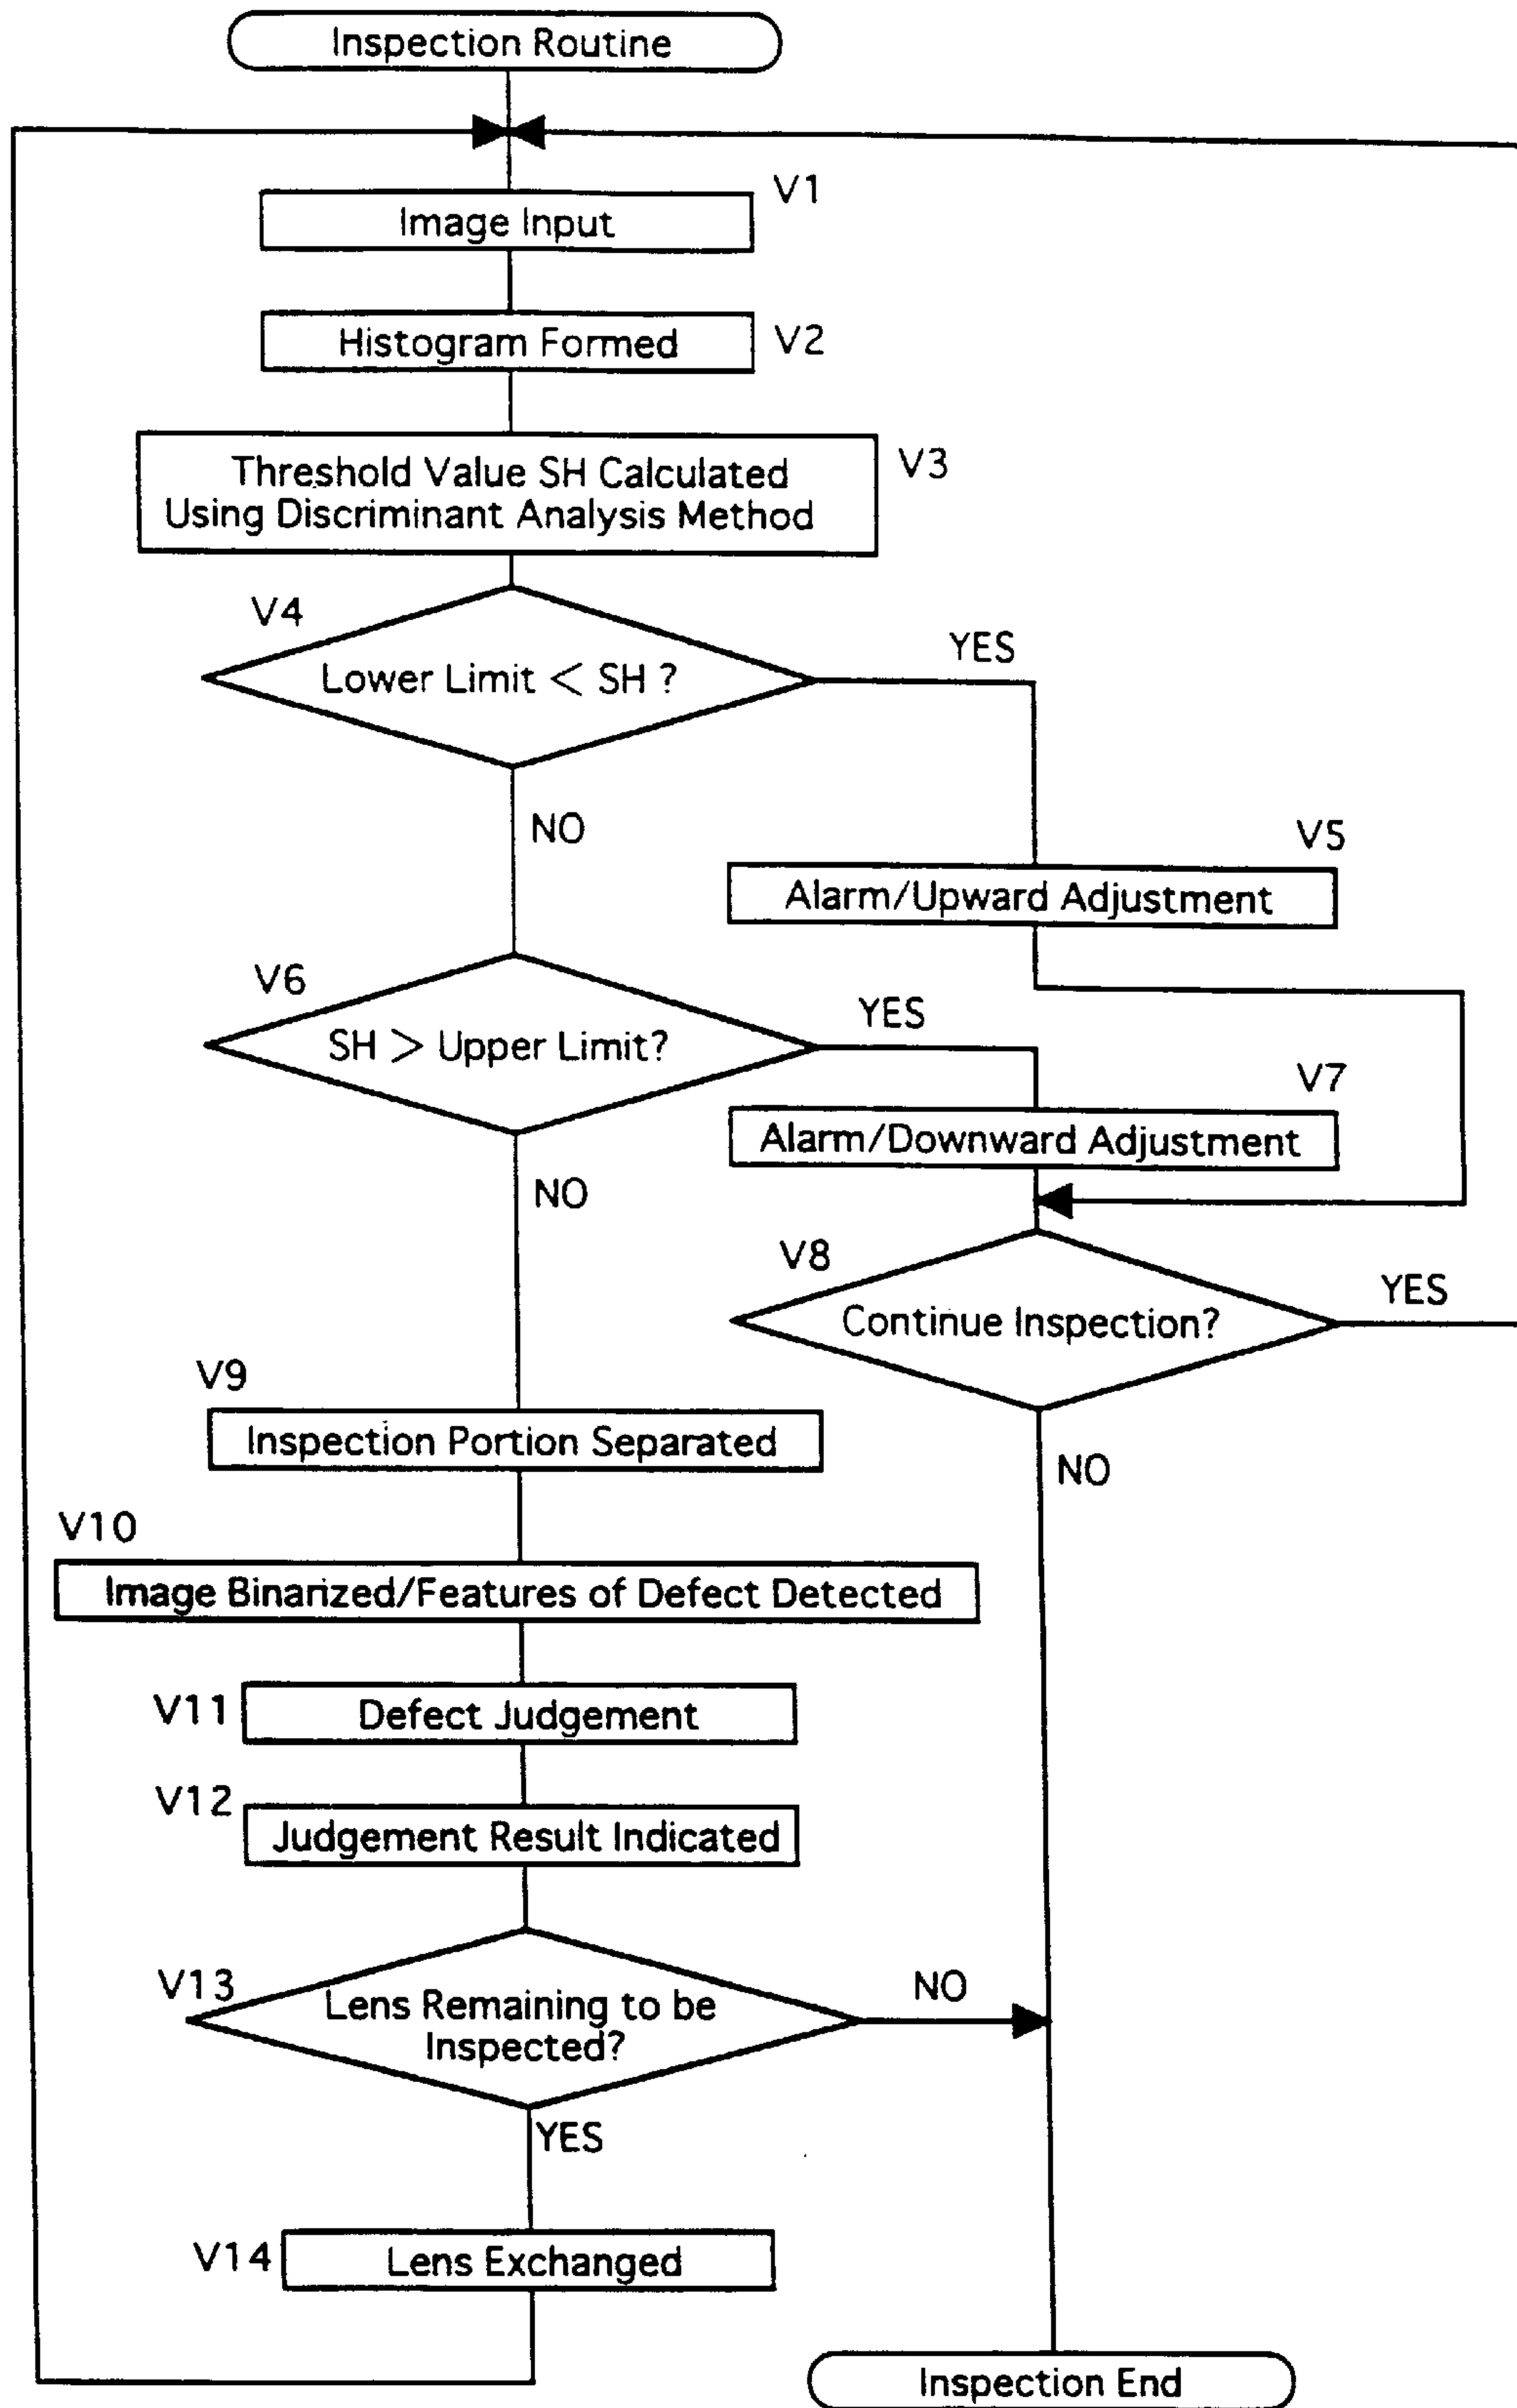 Inspection Routine
V1
Image Input
Histogram Formed
V2
Threshold Value SH Calculated
Using Discriminant Analysis Method
V3
V4
Lower Limit < SH ?
YES
NO
V5
Alarm/Upward Adjustment
V6
SH > Upper Limit?
YES
NO
V7
Alarm/Downward Adjustment
V8
Continue Inspection?
YES
NO
V9
Inspection Portion Separated
V10
Image Binarized/Features of Defect Detected
V11
Defect Judgement
V12
Judgement Result Indicated
V13
Lens Remaining to be
Inspected?
NO
YES
V14
Lens Exchanged
Inspection End